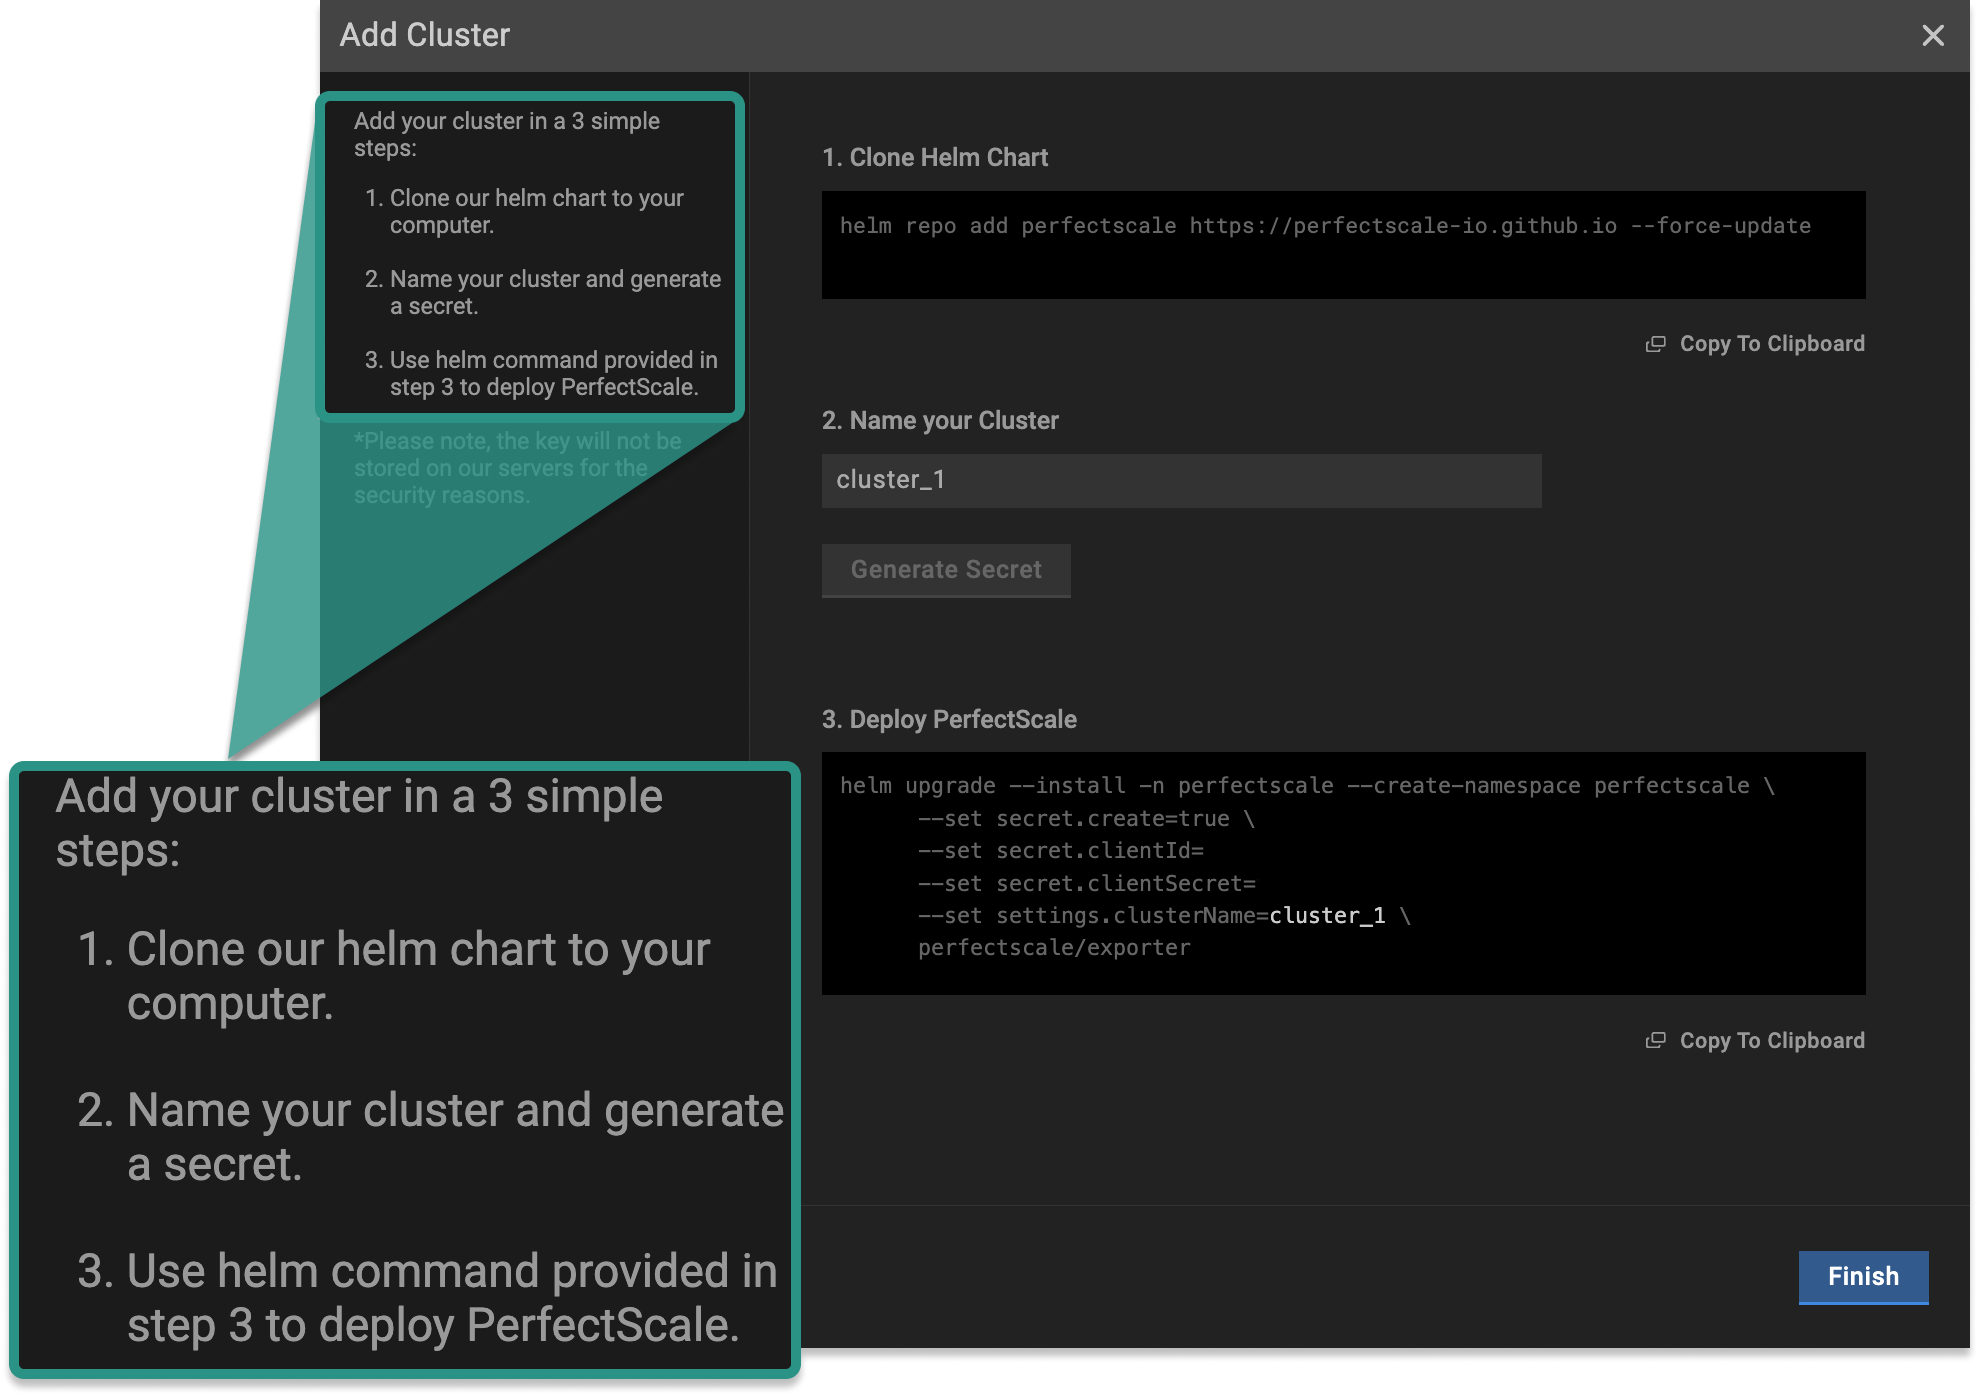 Add Cluster
Add your cluster in a 3 simple
steps:
1. Clone our helm chart to your
computer.
2. Name your cluster and generate
a secret.
3. Use helm command provided in
step 3 to deploy PerfectScale.
*Please note, the key will not be
stored on our servers for the
security reasons.
1. Clone Helm Chart
helm repo add perfectscale https://perfectscale-io.github.io --force-update
Copy To Clipboard
2. Name your Cluster
cluster_1
Generate Secret
3. Deploy PerfectScale
helm upgrade --install -n perfectscale --create-namespace perfectscale \
--set secret.create=true \
--set secret.clientId=
--set secret.clientSecret=
--set settings.clusterName=cluster_1 \
perfectscale/exporter
Copy To Clipboard
Finish
Add your cluster in a 3 simple
steps:
1. Clone our helm chart to your
computer.
2. Name your cluster and generate
a secret.
3. Use helm command provided in
step 3 to deploy PerfectScale.